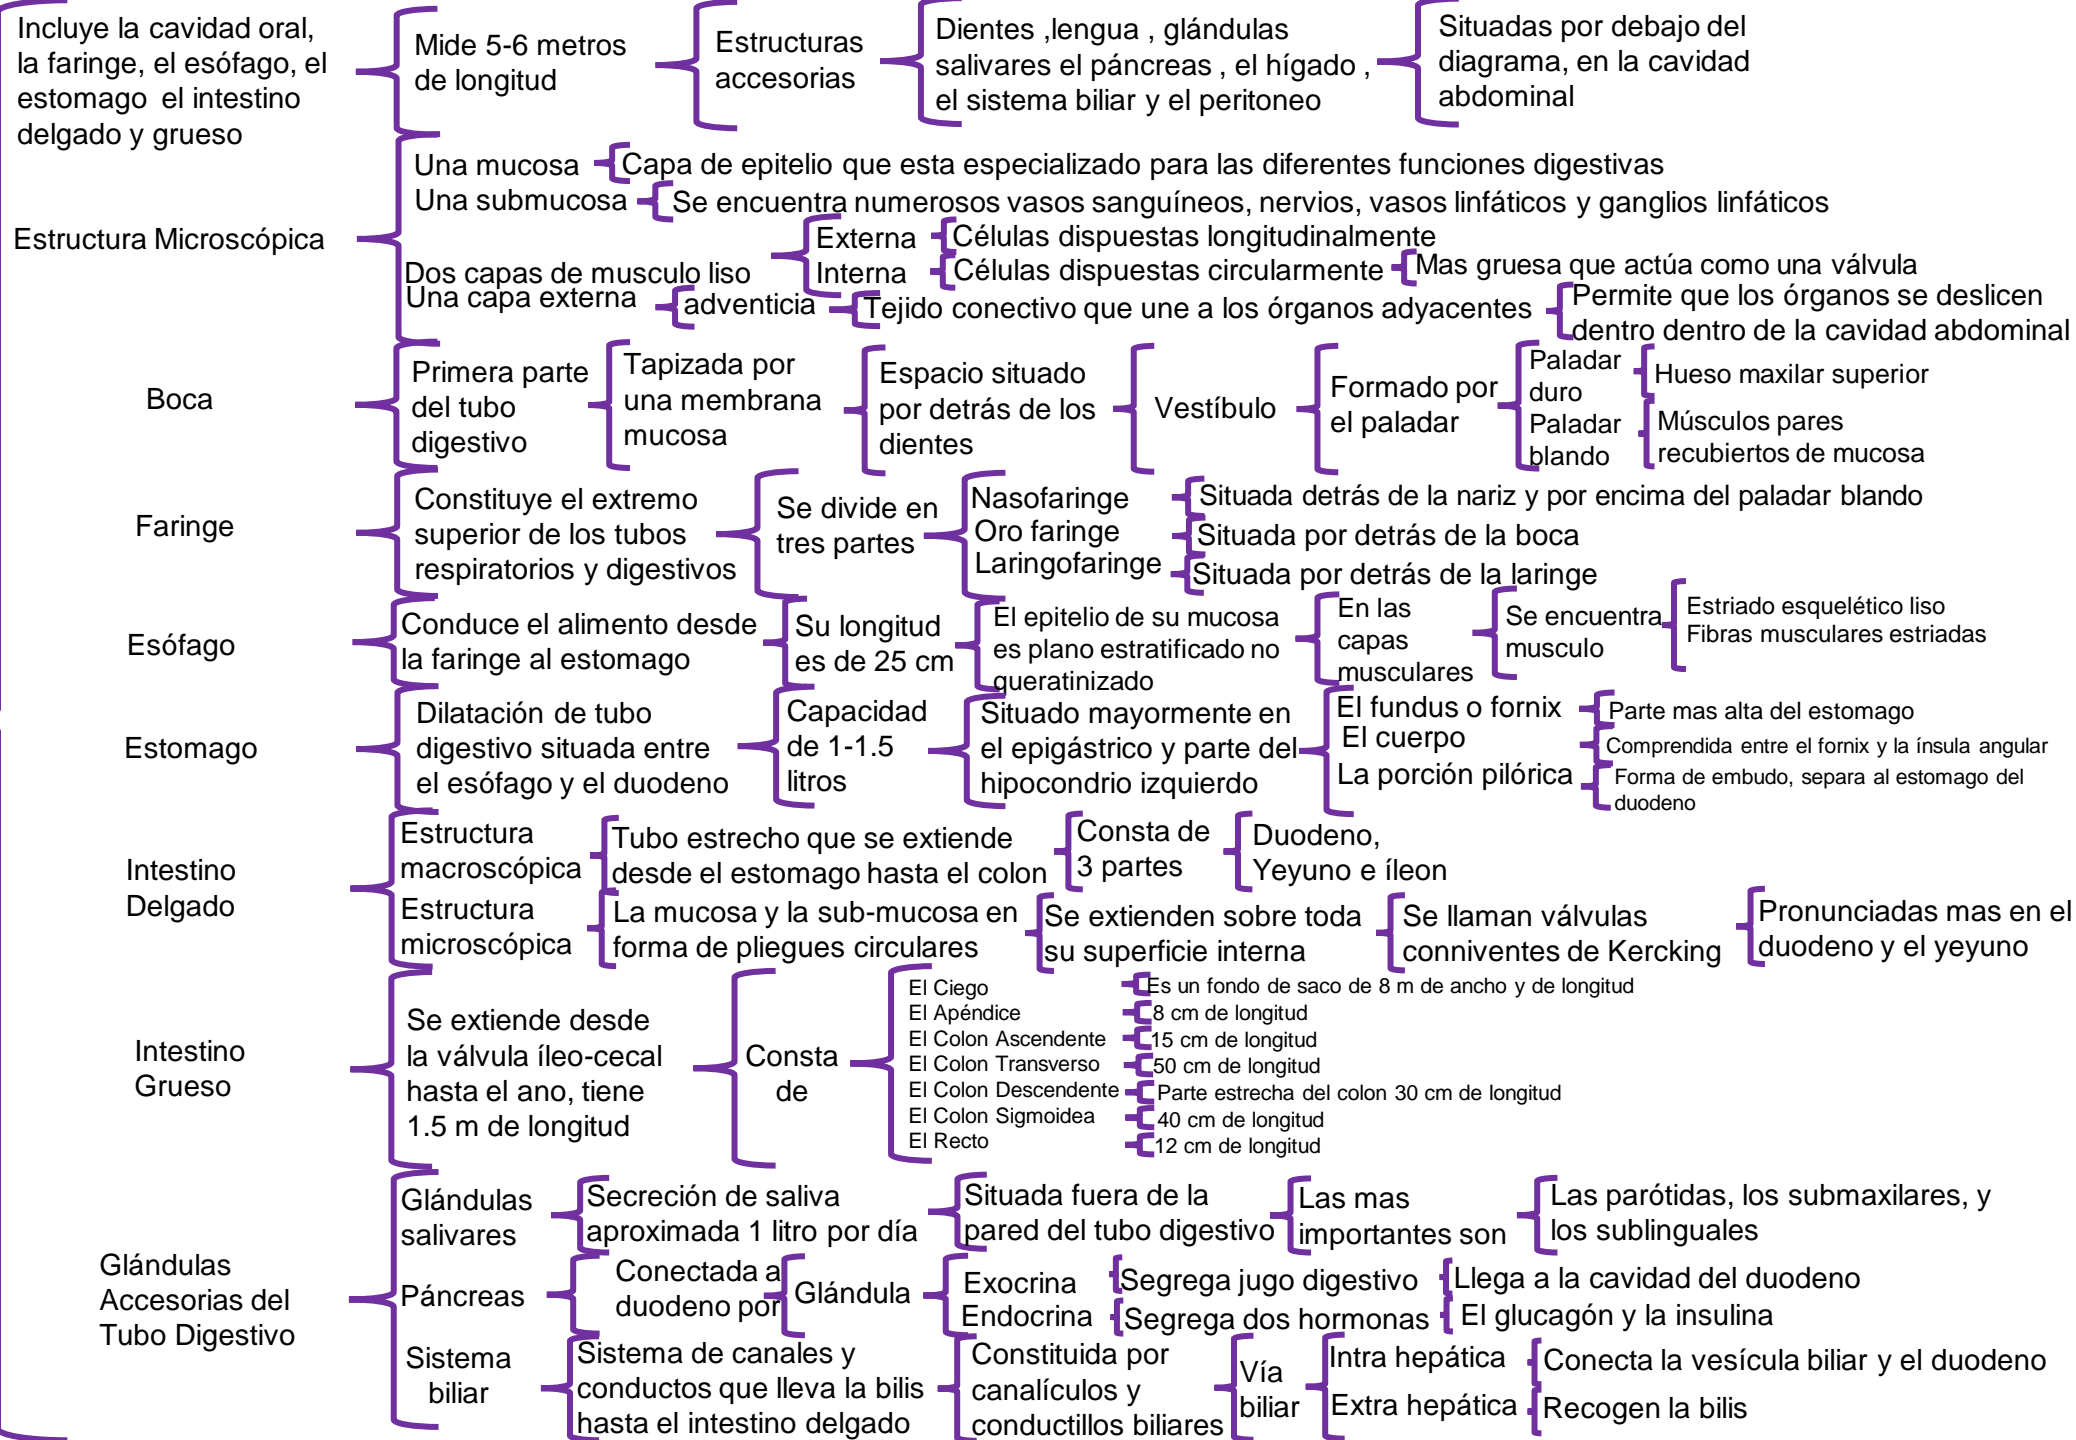 Incluye la cavidad oral,
la faringe, el esófago, el
estomago el intestino
delgado y grueso
Mide 5-6 metros
de longitud
Estructuras
accesorias
Dientes ,lengua , glándulas
salivares el páncreas , el hígado ,
el sistema biliar y el peritoneo
Situadas por debajo del
diagrama, en la cavidad
abdominal
Estructura Microscópica
Una mucosa
Capa de epitelio que esta especializado para las diferentes funciones digestivas
Una submucosa
Se encuentra numerosos vasos sanguíneos, nervios, vasos linfáticos y ganglios linfáticos
Dos capas de musculo liso
Externa
Células dispuestas longitudinalmente
Interna
Células dispuestas circularmente
Mas gruesa que actúa como una válvula
Una capa externa
adventicia
Tejido conectivo que une a los órganos adyacentes
Permite que los órganos se deslicen
dentro dentro de la cavidad abdominal
Boca
Primera parte
del tubo
digestivo
Tapizada por
una membrana
mucosa
Espacio situado
por detrás de los
dientes
Vestíbulo
Formado por
el paladar
Paladar
duro
Hueso maxilar superior
Paladar
blando
Músculos pares
recubiertos de mucosa
Faringe
Constituye el extremo
superior de los tubos
respiratorios y digestivos
Se divide en
tres partes
Nasofaringe
Situada detrás de la nariz y por encima del paladar blando
Oro faringe
Situada por detrás de la boca
Laringofaringe
Situada por detrás de la laringe
Esófago
Conduce el alimento desde
la faringe al estomago
Su longitud
es de 25 cm
El epitelio de su mucosa
es plano estratificado no
queratinizado
En las
capas
musculares
Se encuentra
musculo
Estriado esquelético liso
Fibras musculares estriadas
Estomago
Dilatación de tubo
digestivo situada entre
el esófago y el duodeno
Capacidad
de 1-1.5
litros
Situado mayormente en
el epigástrico y parte del
hipocondrio izquierdo
El fundus o fornix
Parte mas alta del estomago
El cuerpo
Comprendida entre el fornix y la ínsula angular
La porción pilórica
Forma de embudo, separa al estomago del
duodeno
Intestino
Delgado
Estructura
macroscópica
Tubo estrecho que se extiende
desde el estomago hasta el colon
Consta de
3 partes
Duodeno,
Yeyuno e íleon
Estructura
microscópica
La mucosa y la sub-mucosa en
forma de pliegues circulares
Se extienden sobre toda
su superficie interna
Se llaman válvulas
conniventes de Kercking
Pronunciadas mas en el
duodeno y el yeyuno
Intestino
Grueso
Se extiende desde
la válvula íleo-cecal
hasta el ano, tiene
1.5 m de longitud
Consta
de
El Ciego
Es un fondo de saco de 8 m de ancho y de longitud
El Apéndice
8 cm de longitud
El Colon Ascendente
15 cm de longitud
El Colon Transverso
50 cm de longitud
El Colon Descendente
Parte estrecha del colon 30 cm de longitud
El Colon Sigmoidea
40 cm de longitud
El Recto
12 cm de longitud
Glándulas
Accesorias del
Tubo Digestivo
Glándulas
salivares
Secreción de saliva
aproximada 1 litro por día
Situada fuera de la
pared del tubo digestivo
Las mas
importantes son
Las parótidas, los submaxilares, y
los sublinguales
Páncreas
Conectada a
duodeno por
Glándula
Exocrina
Segrega jugo digestivo
Llega a la cavidad del duodeno
Endocrina
Segrega dos hormonas
El glucagón y la insulina
Sistema
biliar
Sistema de canales y
conductos que lleva la bilis
hasta el intestino delgado
Constituida por
canalículos y
conductillos biliares
Vía
biliar
Intra hepática
Conecta la vesícula biliar y el duodeno
Extra hepática
Recogen la bilis